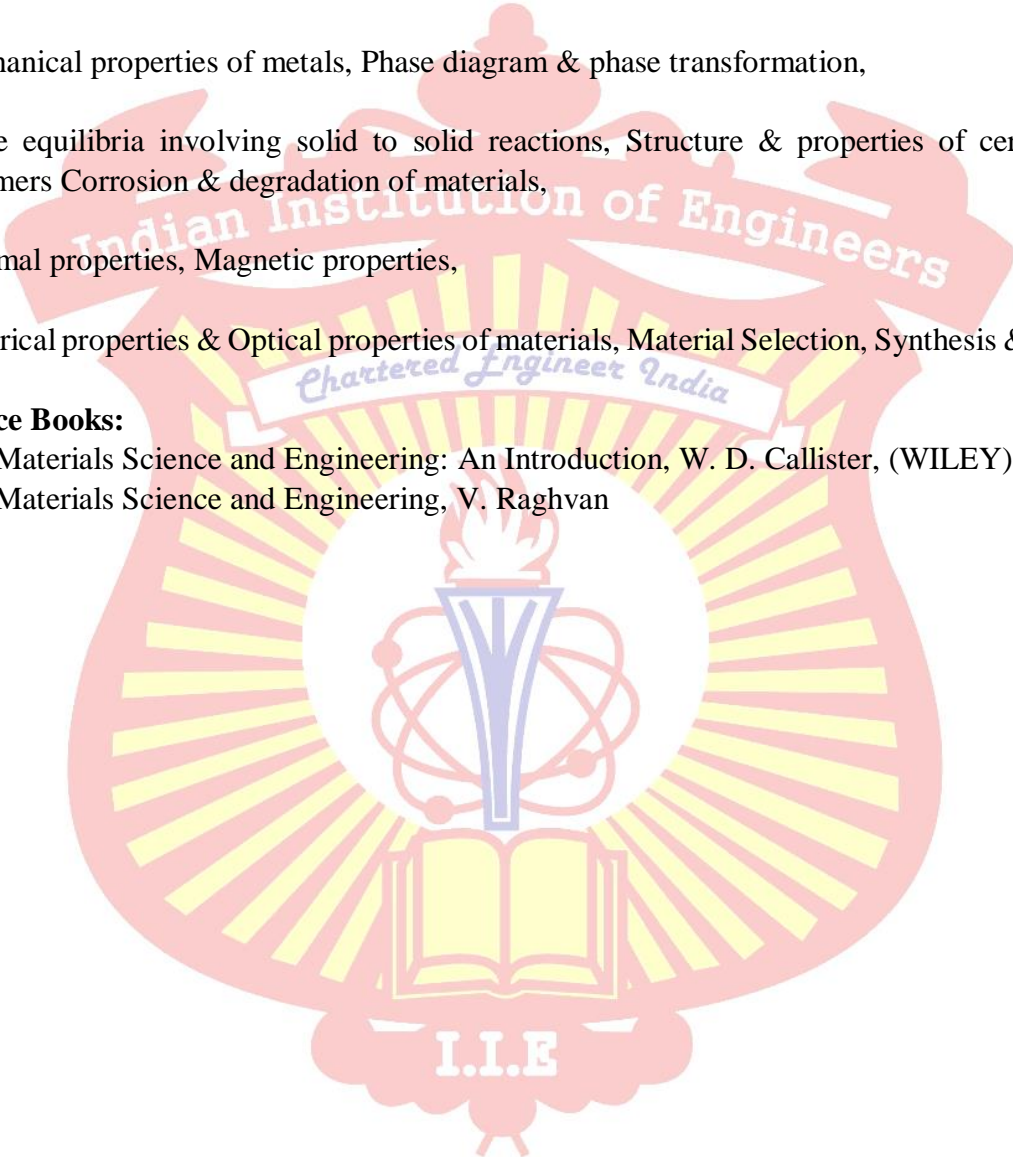 hanical properties of metals, Phase diagram & phase transformation,
e equilibria involving solid to solid reactions, Structure & properties of cer
mers Corrosion & degradation of materials,
Indian Institution of Engineers
mal properties, Magnetic properties,
rical properties & Optical properties of materials, Material Selection, Synthesis &
Chartered Engineer India
ce Books:
Materials Science and Engineering: An Introduction, W. D. Callister, (WILEY)
Materials Science and Engineering, V. Raghvan
I.I.E